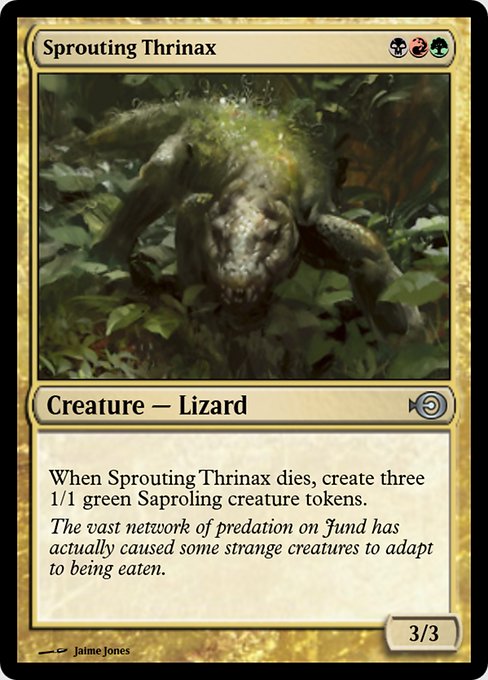 Sprouting Thrinax
Creature — Lizard
When Sprouting Thrinax dies, create three
1/1 green Saproling creature tokens.
The vast network of predation on Jund has
actually caused some strange creatures to adapt
to being eaten.
3/3
Jaime Jones